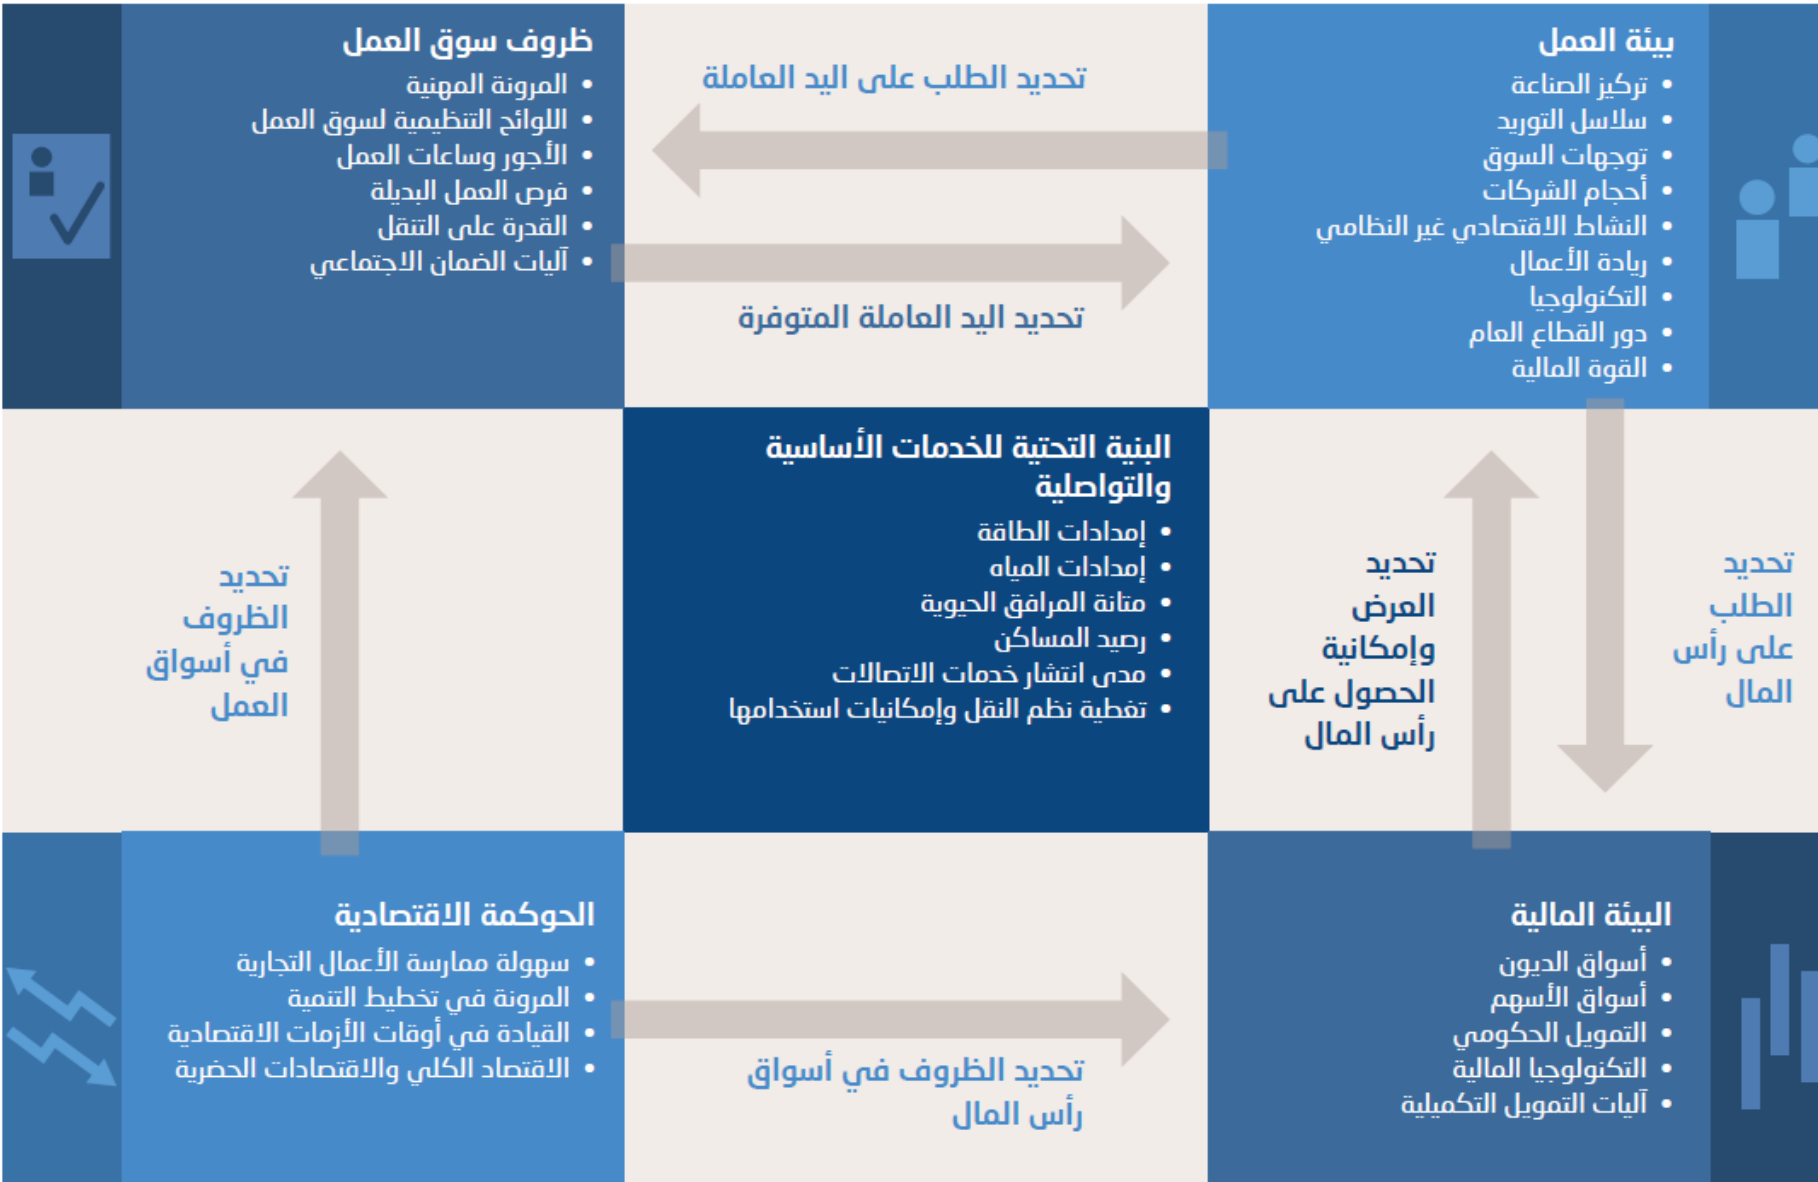 بيئة العمل
• تركيز الصناعة
• سلاسل التوريد
• توجهات السوق
• أحجام الشركات
• النشاط الاقتصادي غير النظامي
• ريادة الأعمال
• التكنولوجيا
• دور القطاع العام
• القوة المالية
تحديد الطلب على اليد العاملة
تحديد اليد العاملة المتوفرة
ظروف سوق العمل
• المرونة المهنية
• اللوائح التنظيمية لسوق العمل
• الأجور وساعات العمل
• فرص العمل البديلة
• القدرة على التنقل
• آليات الضمان الاجتماعي
تحديد
الطلب
على رأس
المال
تحديد
العرض
وإمكانية
الحصول على
رأس المال
البنية التحتية للخدمات الأساسية
والتواصلية
• إمدادات الطاقة
• إمدادات المياه
• متانة المرافق الحيوية
• رصيد المساكن
• مدى انتشار خدمات الاتصالات
• تغطية نظم النقل وإمكانيات استخدامها
تحديد
الظروف
في أسواق
العمل
البيئة المالية
• أسواق الديون
• أسواق الأسهم
• التمويل الحكومي
• التكنولوجيا المالية
• آليات التمويل التكميلية
تحديد الظروف في أسواق
رأس المال
الحوكمة الاقتصادية
• سهولة ممارسة الأعمال التجارية
• المرونة في تخطيط التنمية
• القيادة في أوقات الأزمات الاقتصادية
• الاقتصاد الكلي والاقتصادات الحضرية